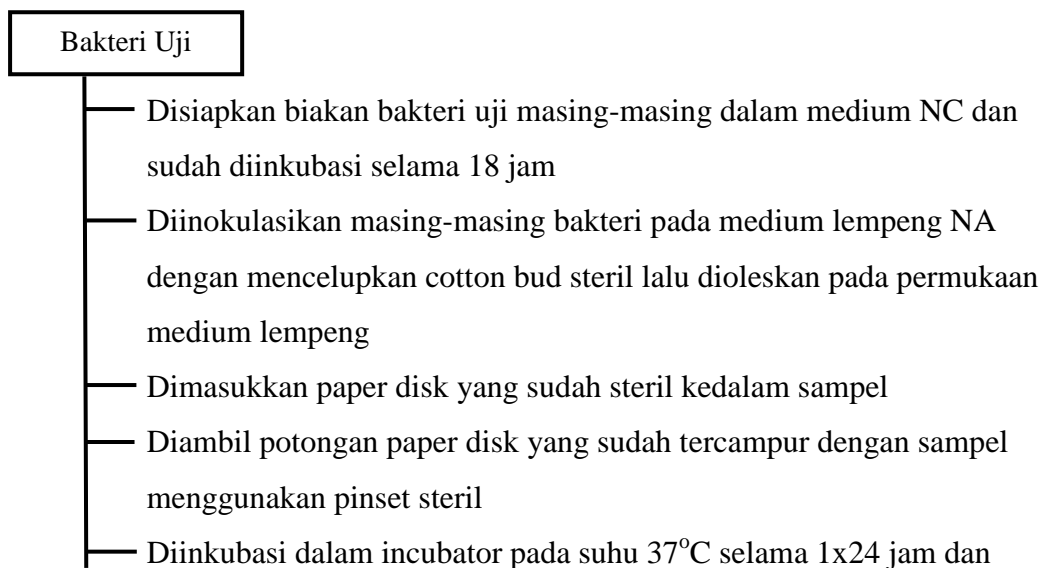 Bakteri Uji
Disiapkan biakan bakteri uji masing-masing dalam medium NC dan
sudah diinkubasi selama 18 jam
Diinokulasikan masing-masing bakteri pada medium lempeng NA
dengan mencelupkan cotton bud steril lalu dioleskan pada permukaan
medium lempeng
Dimasukkan paper disk yang sudah steril kedalam sampel
Diambil potongan paper disk yang sudah tercampur dengan sampel
menggunakan pinset steril
Diinkubasi dalam incubator pada suhu 37°C selama 1x24 jam dan